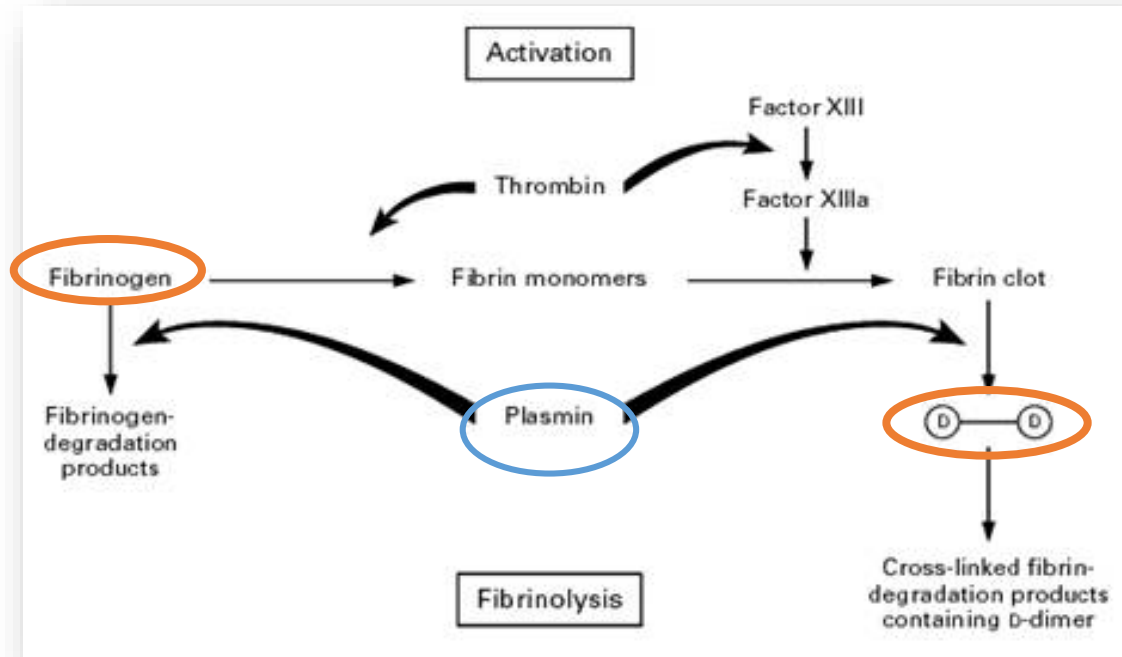 Activation
Factor XIII
Thrombin
Factor XIIIa
Fibrinogen
Fibrin monomers
Fibrin clot
Plasmin
Fibrinogen-
degradation
products
D D
Cross-linked fibrin-
degradation products
containing D-dimer
Fibrinolysis